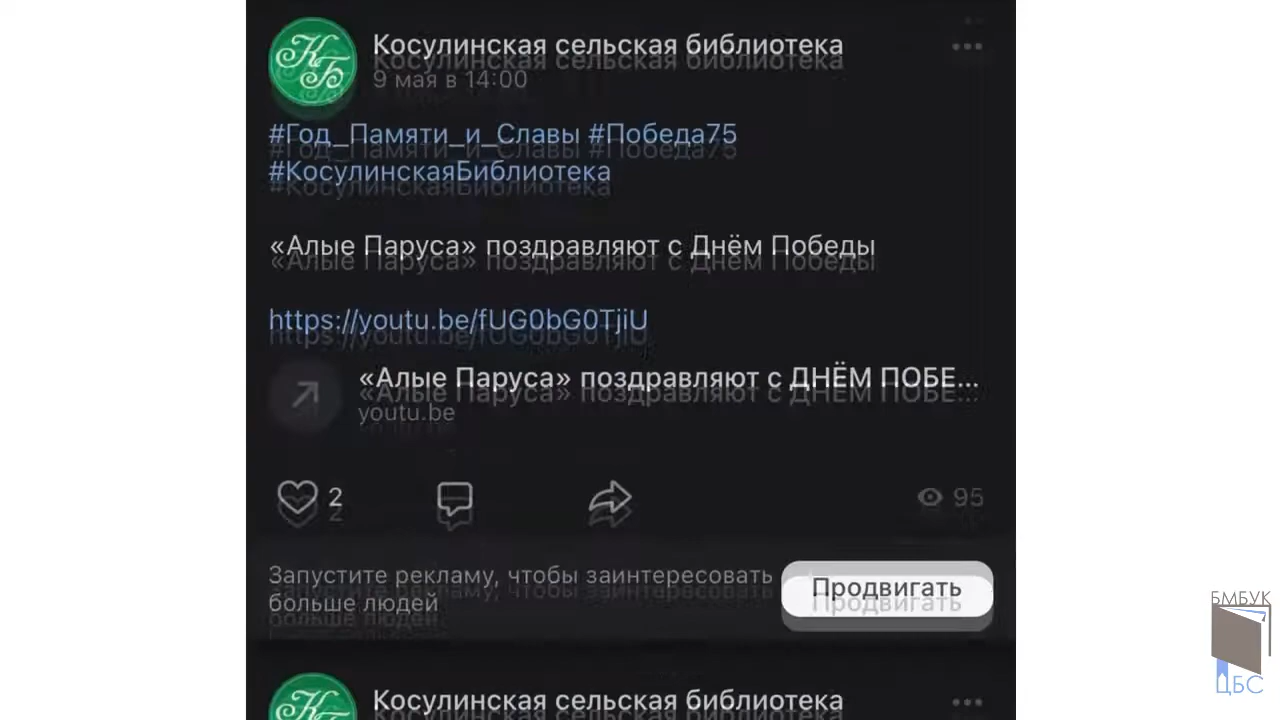 КБ
Косулинская сельская библиотека
9 мая в 14:00
#Год_Памяти_и_Славы #Победа75
#КосулинскаяБиблиотека
«Алые Паруса» поздравляют с Днём Победы
https://youtu.be/fUG0bG0TjiU
«Алые Паруса» поздравляют с ДНЁМ ПОБЕ...
youtu.be
2
95
Запустите рекламу, чтобы заинтересовать
больше людей
Продвигать
БМБУК
ЦБС
КБ
Косулинская сельская библиотека